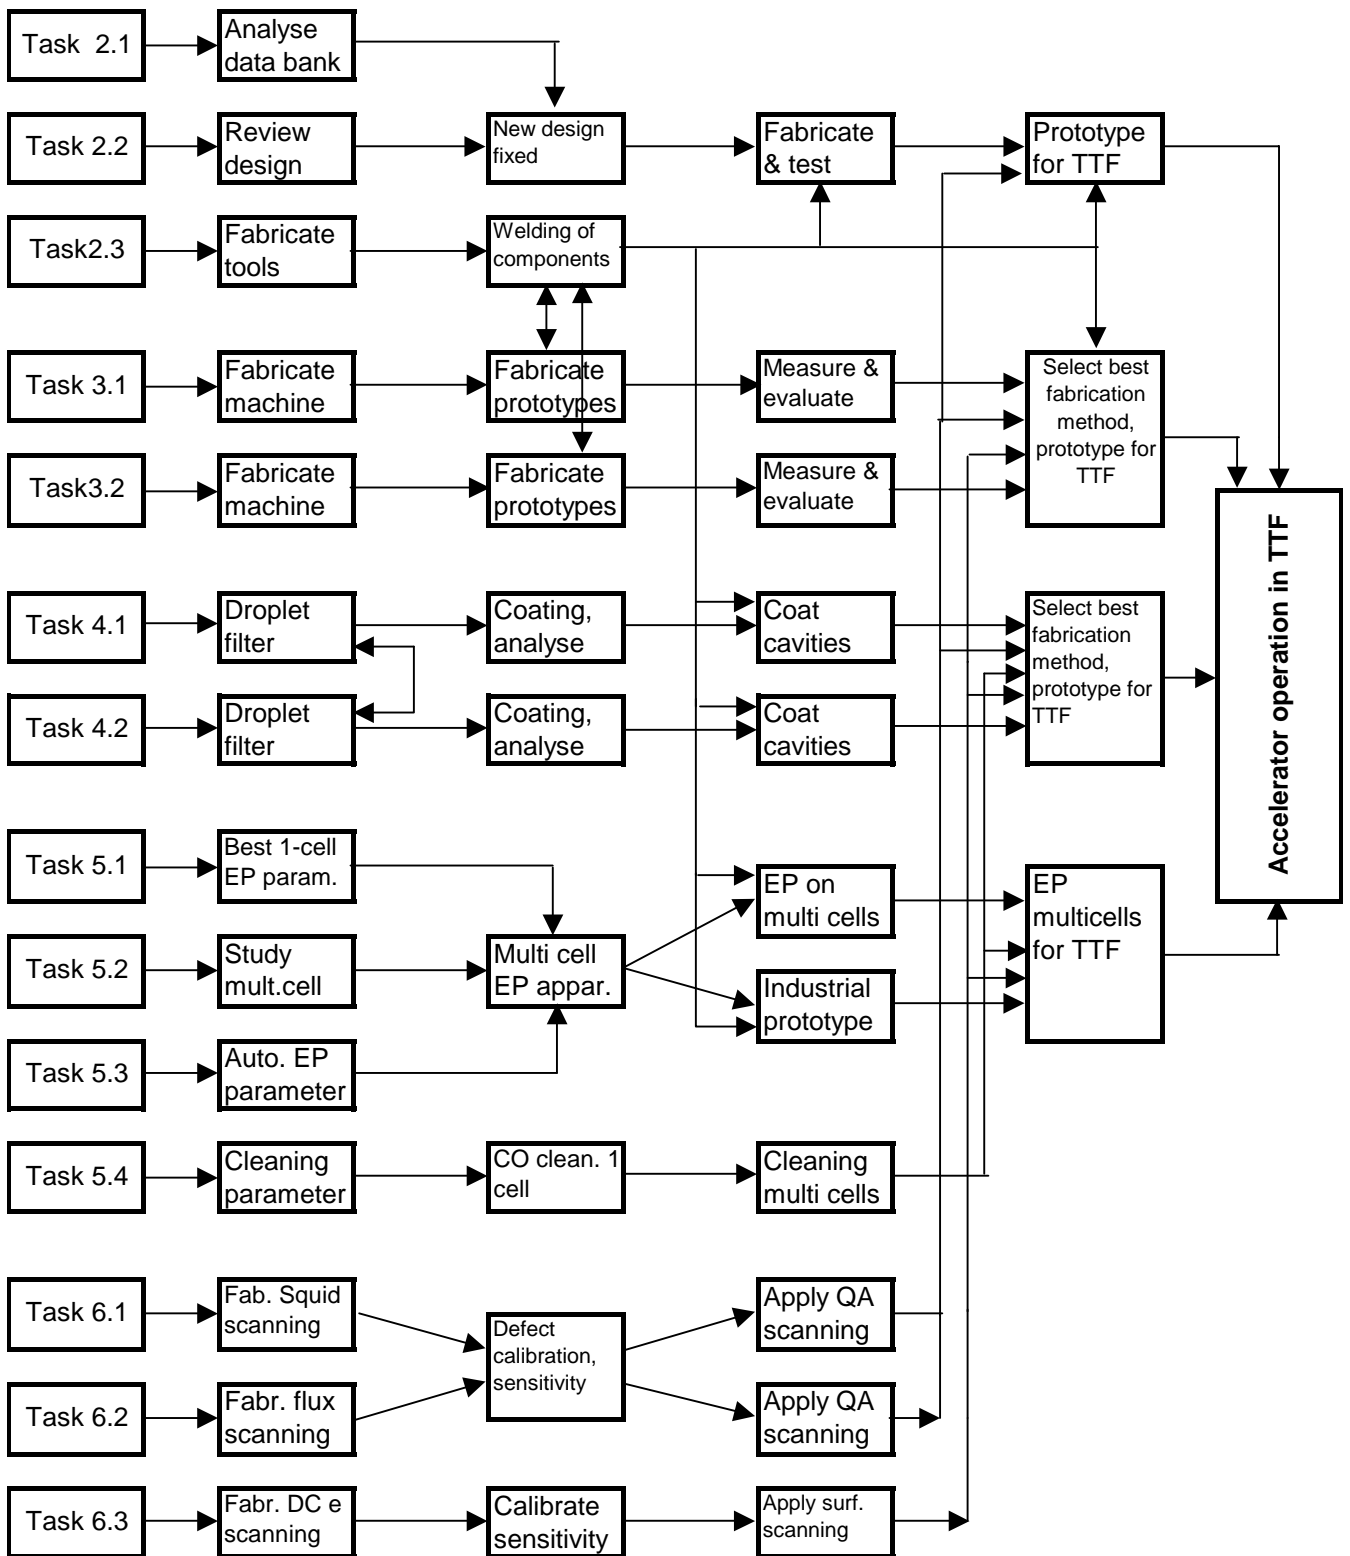 Task 2.1
Analyse
data bank
Task 2.2
Review
design
New design
fixed
Fabricate
& test
Prototype
for TTF
Task2.3
Fabricate
tools
Welding of
components
Task 3.1
Fabricate
machine
Fabricate
prototypes
Measure &
evaluate
Select best
fabrication
method,
prototype for
TTF
Task3.2
Fabricate
machine
Fabricate
prototypes
Measure &
evaluate
Accelerator operation in TTF
Task 4.1
Droplet
filter
Coating,
analyse
Coat
cavities
Select best
fabrication
method,
prototype for
TTF
Task 4.2
Droplet
filter
Coating,
analyse
Coat
cavities
Task 5.1
Best 1-cell
EP param.
EP on
multi cells
EP
multicells
for TTF
Task 5.2
Study
mult.cell
Multi cell
EP appar.
Industrial
prototype
Task 5.3
Auto. EP
parameter
Task 5.4
Cleaning
parameter
CO clean. 1
cell
Cleaning
multi cells
Task 6.1
Fab. Squid
scanning
Defect
calibration,
sensitivity
Apply QA
scanning
Task 6.2
Fabr. flux
scanning
Apply QA
scanning
Task 6.3
Fabr. DC e
scanning
Calibrate
sensitivity
Apply surf.
scanning